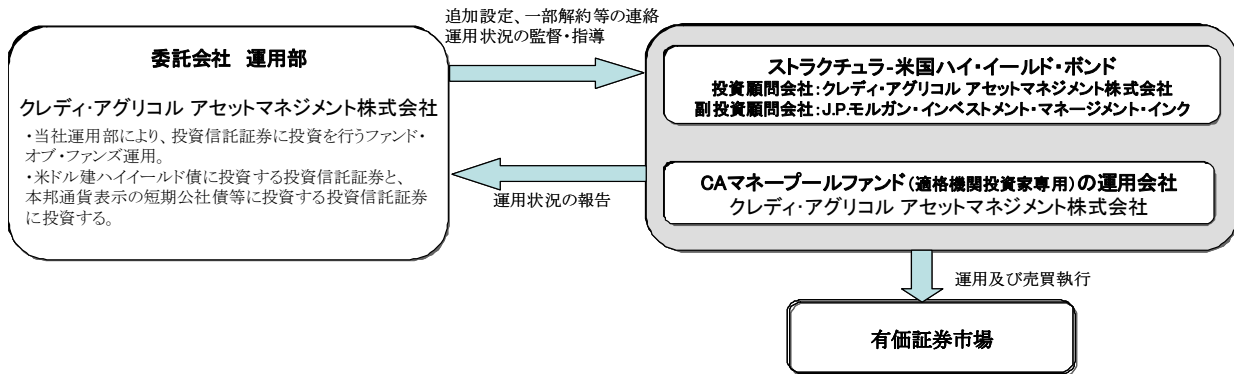 追加設定、一部解約等の連絡
運用状況の監督・指導
委託会社 運用部
クレディ・アグリコル アセットマネジメント株式会社
・当社運用部により、投資信託証券に投資を行うファンド・
オブ・ファンズ運用。
・米ドル建ハイイールド債に投資する投資信託証券と、
本邦通貨表示の短期公社債等に投資する投資信託証券
に投資する。
ストラクチュラ-米国ハイ・イールド・ボンド
投資顧問会社：クレディ・アグリコル アセットマネジメント株式会社
副投資顧問会社：J.P.モルガン・インベストメント・マネージメント・インク
運用状況の報告
CAマネープールファンド（適格機関投資家専用）の運用会社
クレディ・アグリコル アセットマネジメント株式会社
運用及び売買執行
有価証券市場